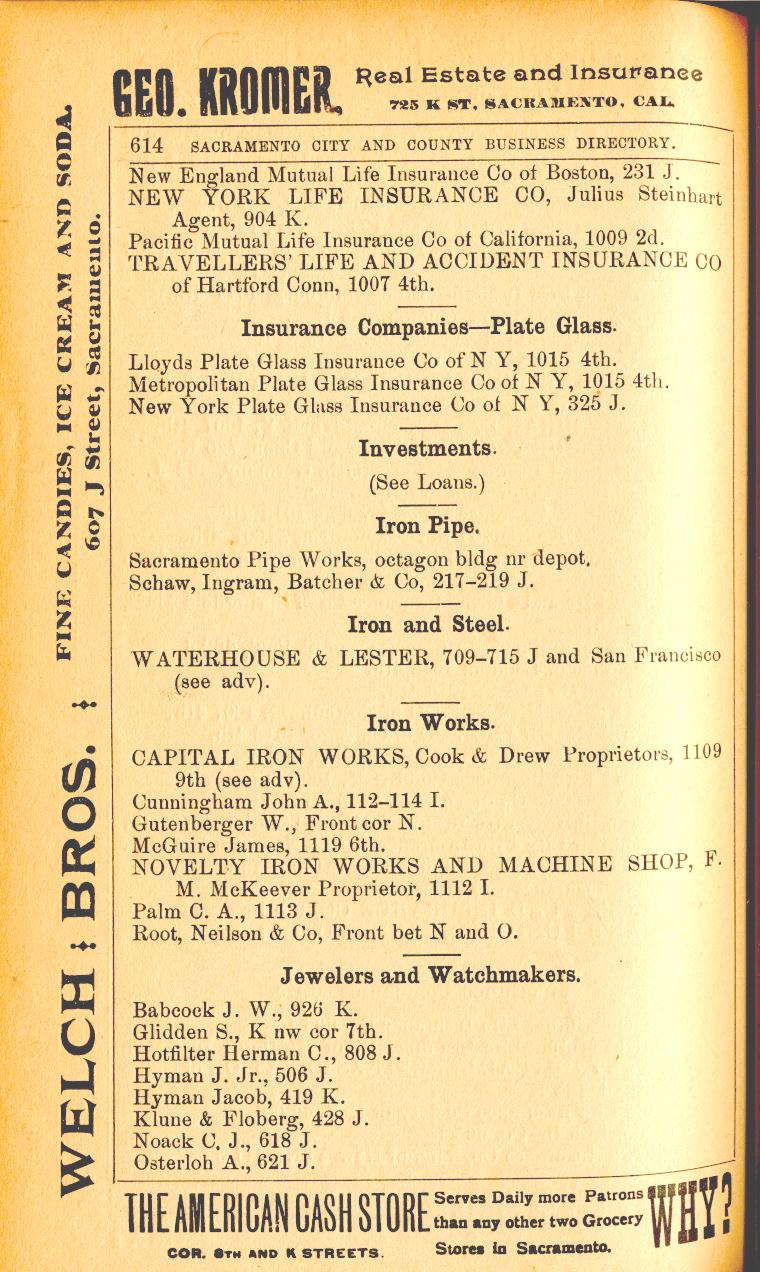 GEO. KROMER, Real Estate and Insurance
725 K ST, SACRAMENTO, CAL.
614 SACRAMENTO CITY AND COUNTY BUSINESS DIRECTORY.
New England Mutual Life Insurance Co of Boston, 231 J.
NEW YORK LIFE INSURANCE CO, Julius Steinhart
Agent, 904 K.
Pacific Mutual Life Insurance Co of California, 1009 2d.
TRAVELLERS' LIFE AND ACCIDENT INSURANCE CO
of Hartford Conn, 1007 4th.
Insurance Companies—Plate Glass.
Lloyds Plate Glass Insurance Co of N Y, 1015 4th.
Metropolitan Plate Glass Insurance Co of N Y, 1015 4th.
New York Plate Glass Insurance Co of N Y, 325 J.
Investments.
(See Loans.)
Iron Pipe.
Sacramento Pipe Works, octagon bldg nr depot.
Schaw, Ingram, Batcher & Co, 217–219 J.
Iron and Steel.
WATERHOUSE & LESTER, 709–715 J and San Francisco
(see adv).
Iron Works.
CAPITAL IRON WORKS, Cook & Drew Proprietors, 1109
9th (see adv).
Cunningham John A., 112–114 I.
Gutenberger W., Front cor N.
McGuire James, 1119 6th.
NOVELTY IRON WORKS AND MACHINE SHOP, F.
M. McKeever Proprietor, 1112 I.
Palm C. A., 1113 J.
Root, Neilson & Co, Front bet N and O.
Jewelers and Watchmakers.
Babcock J. W., 926 K.
Glidden S., K nw cor 7th.
Hotfilter Herman C., 808 J.
Hyman J. Jr., 506 J.
Hyman Jacob, 419 K.
Klune & Floberg, 428 J.
Noack C. J., 618 J.
Osterloh A., 621 J.
WELCH : BROS. : FINE CANDIES, ICE CREAM AND SODA.
607 J Street, Sacramento.
THE AMERICAN CASH STORE Serves Daily more Patrons WHY?
than any other two Grocery
COR. 8TH AND K STREETS. Stores in Sacramento.